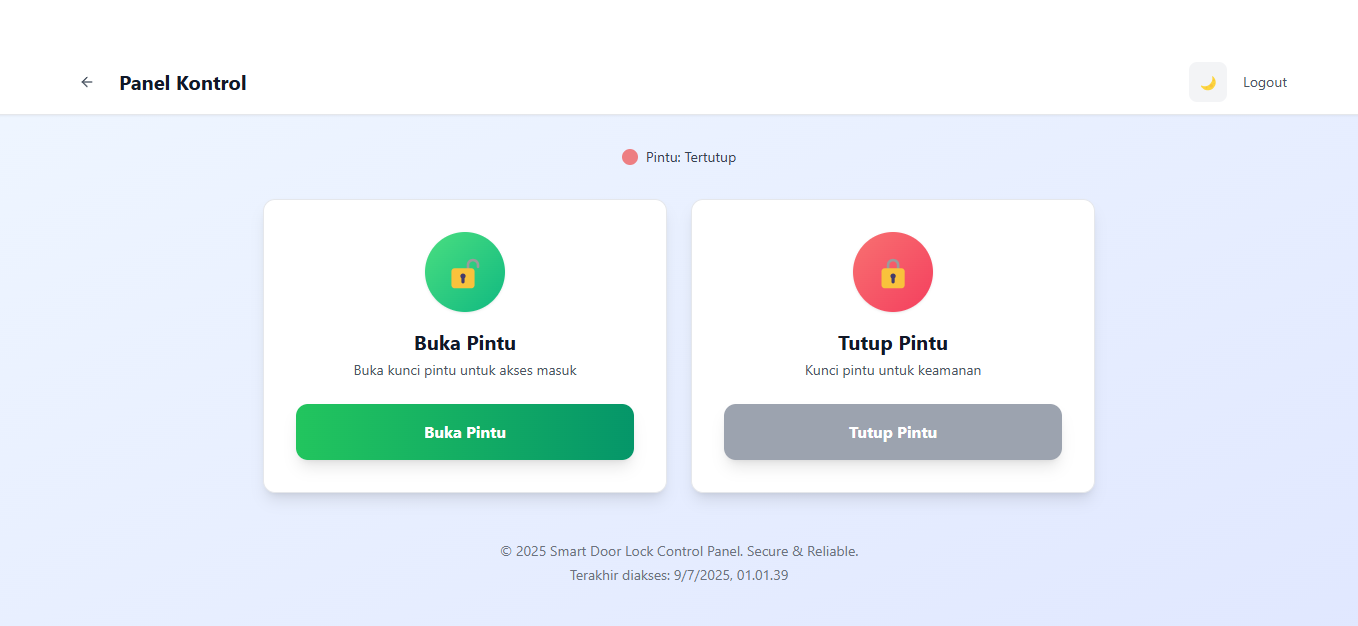 Panel Kontrol
Logout
Pintu: Tertutup
Buka Pintu
Buka kunci pintu untuk akses masuk
Buka Pintu
Tutup Pintu
Kunci pintu untuk keamanan
Tutup Pintu
© 2025 Smart Door Lock Control Panel. Secure & Reliable.
Terakhir diakses: 9/7/2025, 01.01.39